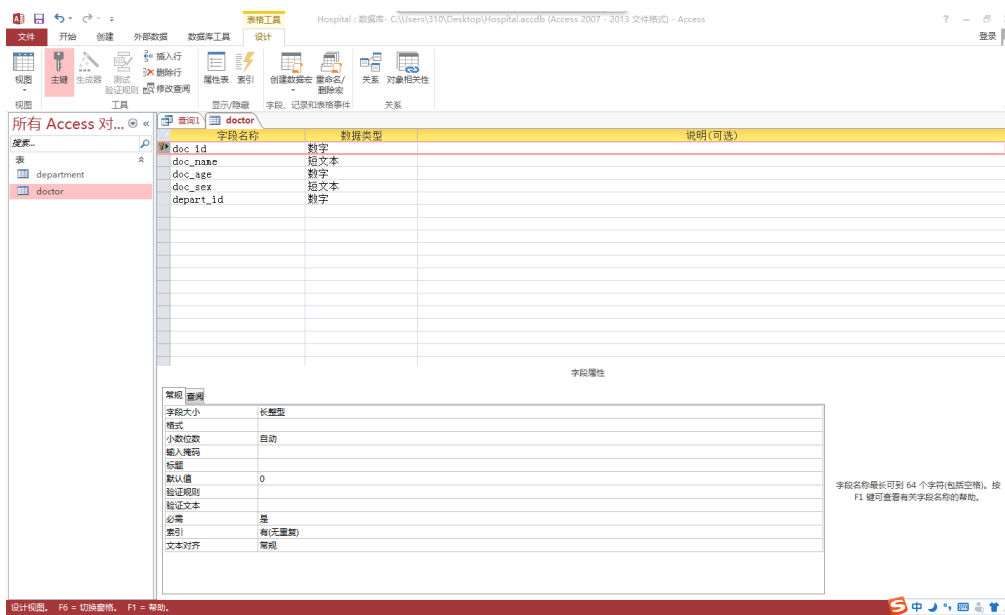 表格工具
Hospital : 数据库- C:\Users\310\Desktop\Hospital.accdb (Access 2007 - 2013 文件格式) - Access
文件 开始 创建 外部数据 数据库工具 设计
登录
视图 主键 生成器 测试 验证规则 插入行 删除行 修改查阅 属性表 索引 创建数据宏 重命名/ 删除宏 关系 对象相关性
视图 工具 显示/隐藏 字段、记录和表格事件 关系
所有 Access 对... «
查询1 doctor
搜索...
字段名称 数据类型 说明(可选)
表
department
doctor
doc_id 数字
doc_name 短文本
doc_age 数字
doc_sex 短文本
depart_id 数字
字段属性
常规 查阅
字段大小 长整型
格式
小数位数 自动
输入掩码
标题
默认值 0
验证规则
验证文本
必需 是
索引 有(无重复)
文本对齐 常规
字段名称最长可到 64 个字符(包括空格)。按
F1 键可查看有关字段名称的帮助。
设计视图。 F6 = 切换窗格。 F1 = 帮助。
中